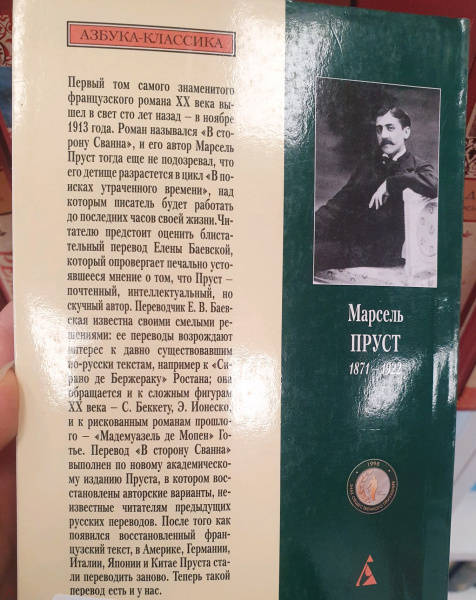 АЗБУКА-КЛАССИКА
Первый том самого знаменитого
французского романа XX века вы-
шел в свет сто лет назад – в ноябре
1913 года. Роман назывался «В сто-
рону Сванна», и его автор Марсель
Пруст тогда еще не подозревал, что
его детище разрастется в цикл «В по-
исках утраченного времени», над
которым писатель будет работать
до последних часов своей жизни.Чи-
тателю предстоит оценить блиста-
тельный перевод Елены Баевской,
который опровергает печально усто-
явшееся мнение о том, что Пруст –
почтенный, интеллектуальный, но
скучный автор. Переводчик Е. В. Баев-
ская известна своими смелыми ре-
шениями: ее переводы возрождают
интерес к давно существовавшим
по-русски текстам, например к «Си-
рано де Бержераку» Ростана; она
обращается и к сложным фигурам
XX века – С. Беккету, Э. Ионеско,
и к рискованным романам прошло-
го – «Мадемуазель де Мопен» Го-
тье. Перевод «В сторону Сванна»
выполнен по новому академическо-
му изданию Пруста, в котором вос-
становлены авторские варианты, не-
известные читателям предыдущих
русских переводов. После того как
появился восстановленный фран-
цузский текст, в Америке, Германии,
Италии, Японии и Китае Пруста ста-
ли переводить заново. Теперь такой
перевод есть и у нас.
Марсель
ПРУСТ
1871–1922
1998